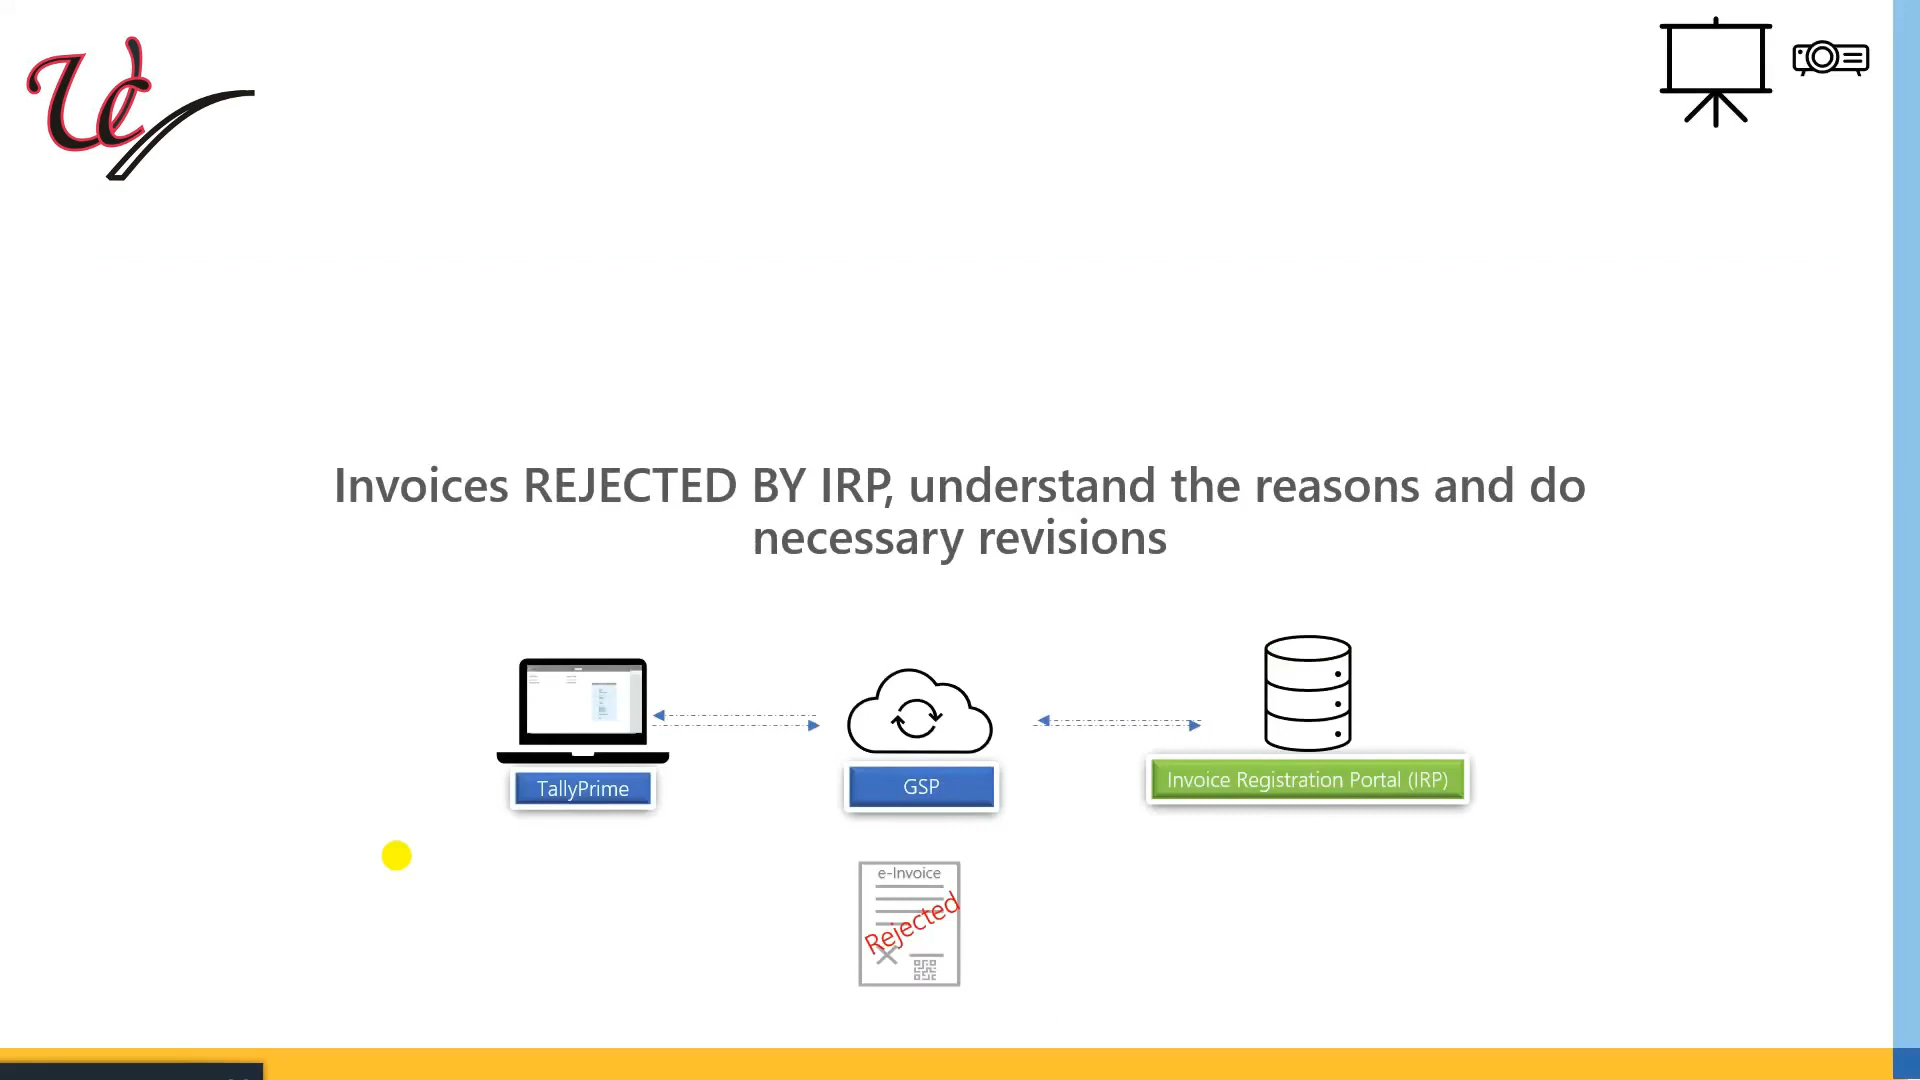 Invoices REJECTED BY IRP, understand the reasons and do
necessary revisions
TallyPrime
GSP
Invoice Registration Portal (IRP)
e-Invoice
Rejected